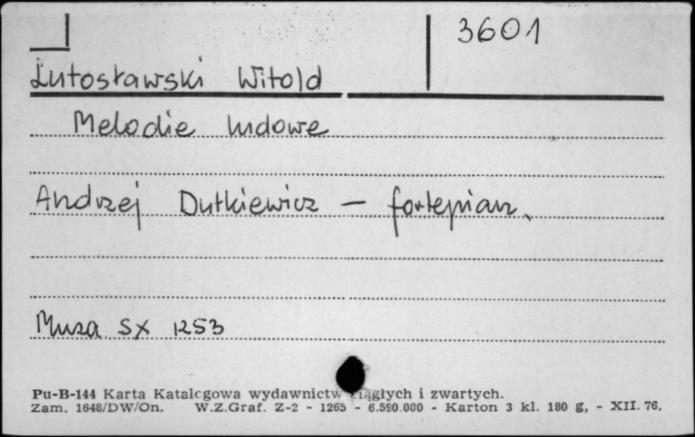 3601
Lutosławski Witold
Melodie ludowe
Andrzej Dutkiewicz – fortepian.
Muza SX 1253
Pu-B-144 Karta Katalogowa wydawnictw ciągłych i zwartych.
Zam. 1648/DW/On. W.Z.Graf. Z-2 - 1265 - 6.590.000 - Karton 3 kl. 180 g, - XII. 76.